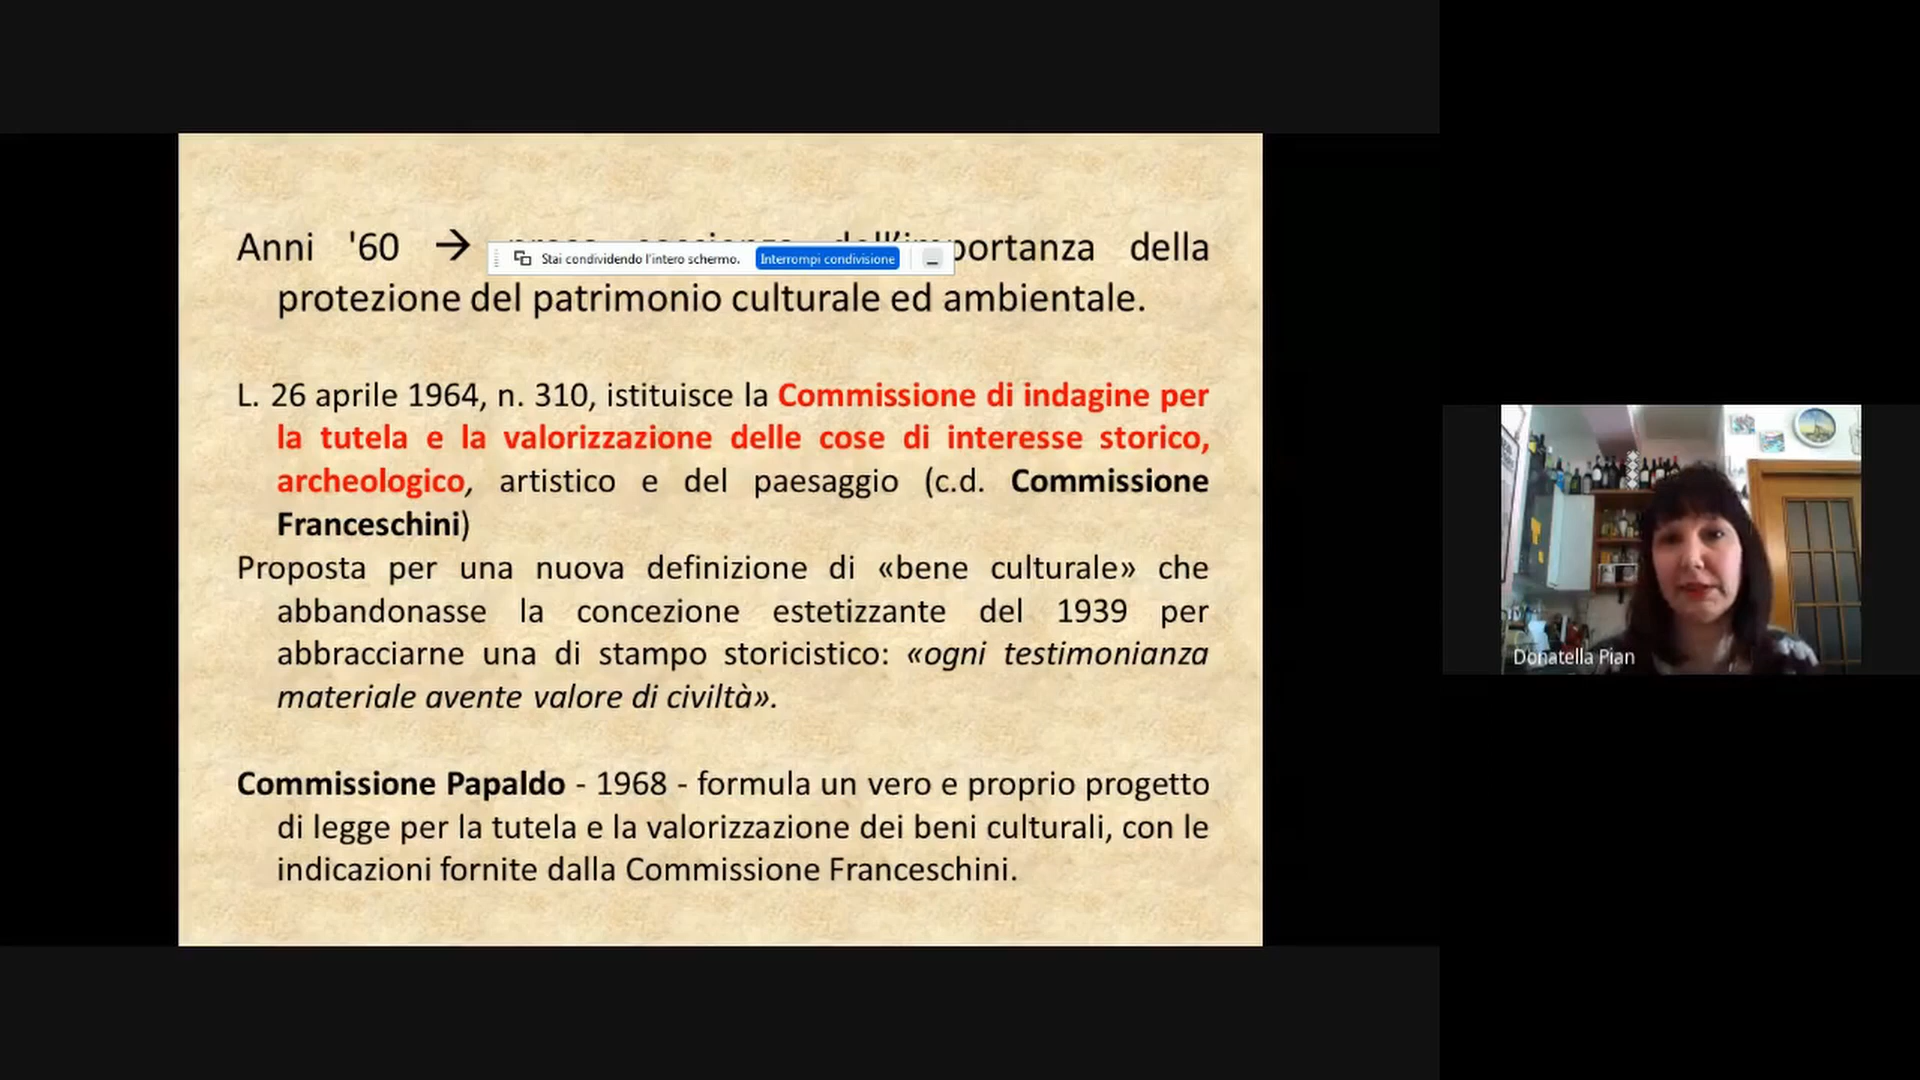 Anni '60 → presa coscienza dell'importanza della
Stai condividendo l'intero schermo. Interrompi condivisione
protezione del patrimonio culturale ed ambientale.
L. 26 aprile 1964, n. 310, istituisce la Commissione di indagine per
la tutela e la valorizzazione delle cose di interesse storico,
archeologico, artistico e del paesaggio (c.d. Commissione
Franceschini)
Proposta per una nuova definizione di «bene culturale» che
abbandonasse la concezione estetizzante del 1939 per
abbracciarne una di stampo storicistico: «ogni testimonianza
materiale avente valore di civiltà».
Commissione Papaldo - 1968 - formula un vero e proprio progetto
di legge per la tutela e la valorizzazione dei beni culturali, con le
indicazioni fornite dalla Commissione Franceschini.
Donatella Pian